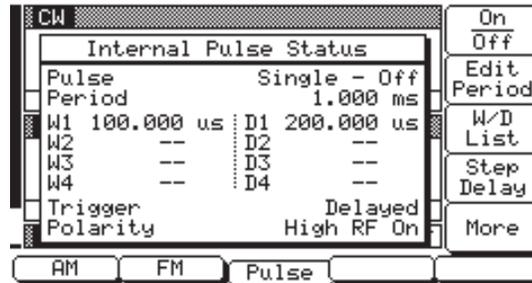 CW
Internal Pulse Status
Pulse Single - Off
Period 1.000 ms
W1 100.000 us D1 200.000 us
W2 -- D2 --
W3 -- D3 --
W4 -- D4 --
Trigger Delayed
Polarity High RF On
On
Off
Edit
Period
W/D
List
Step
Delay
More
AM FM Pulse